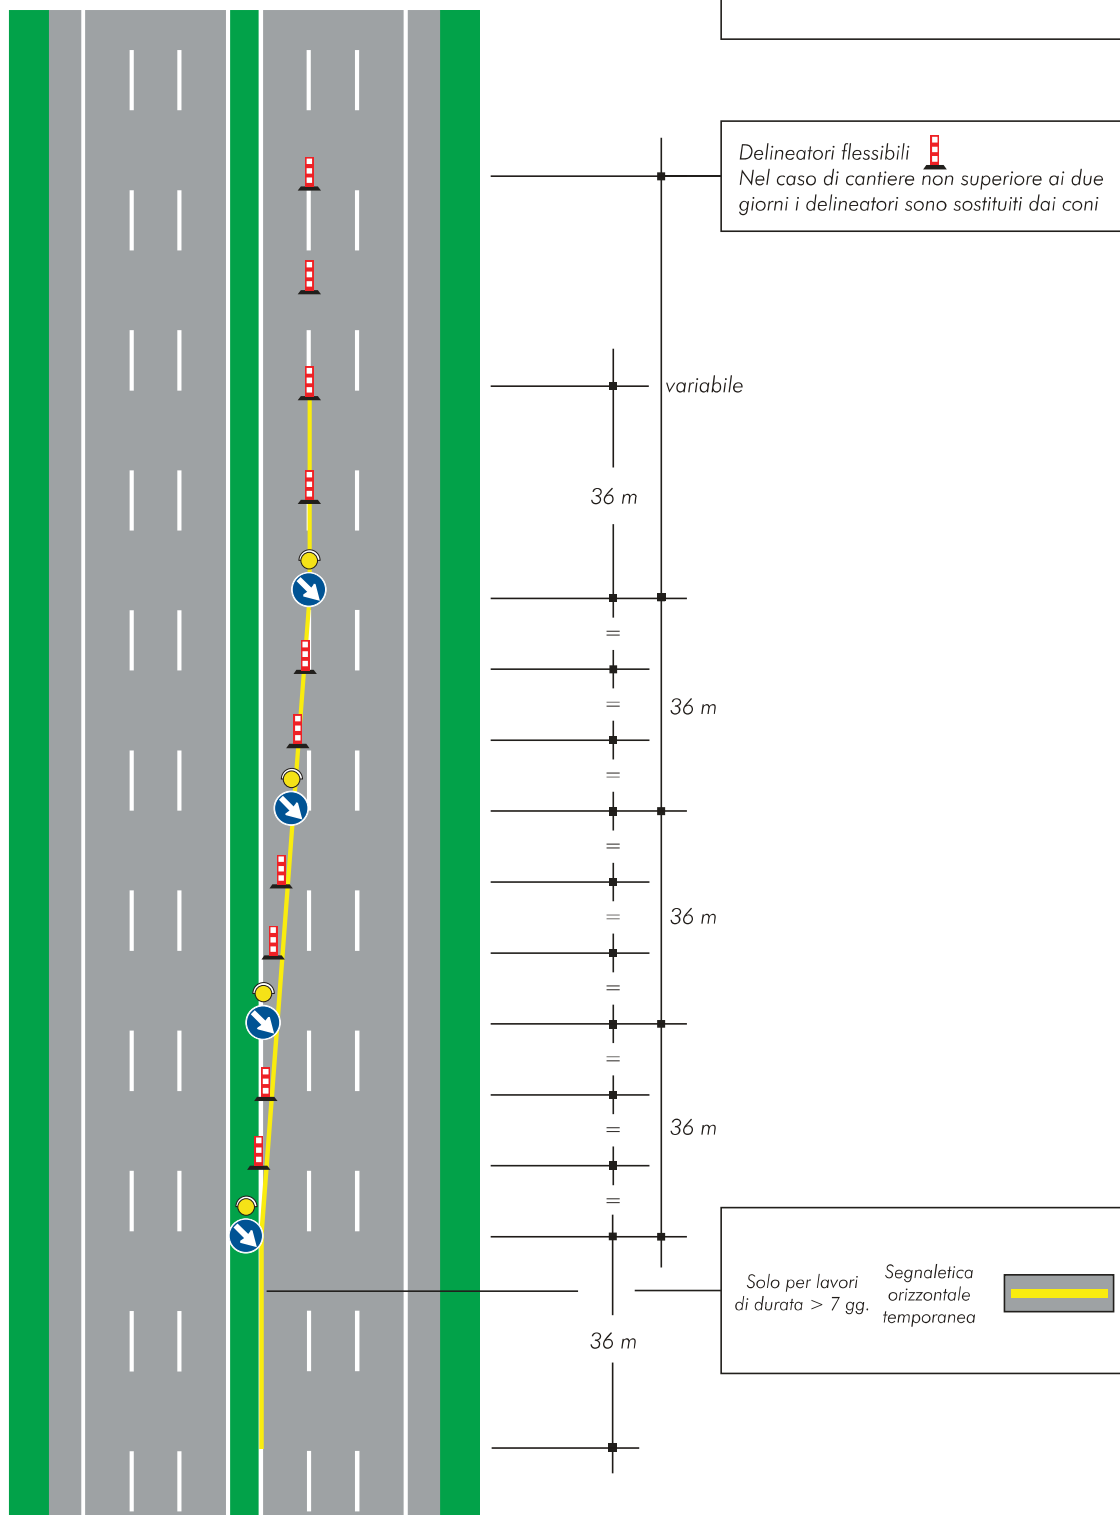 Delineatori flessibili
Nel caso di cantiere non superiore ai due
giorni i delineatori sono sostituiti dai coni
variabile
36 m
=
=
36 m
=
=
=
36 m
=
=
=
36 m
=
Solo per lavori
di durata > 7 gg.
Segnaletica
orizzontale
temporanea
36 m